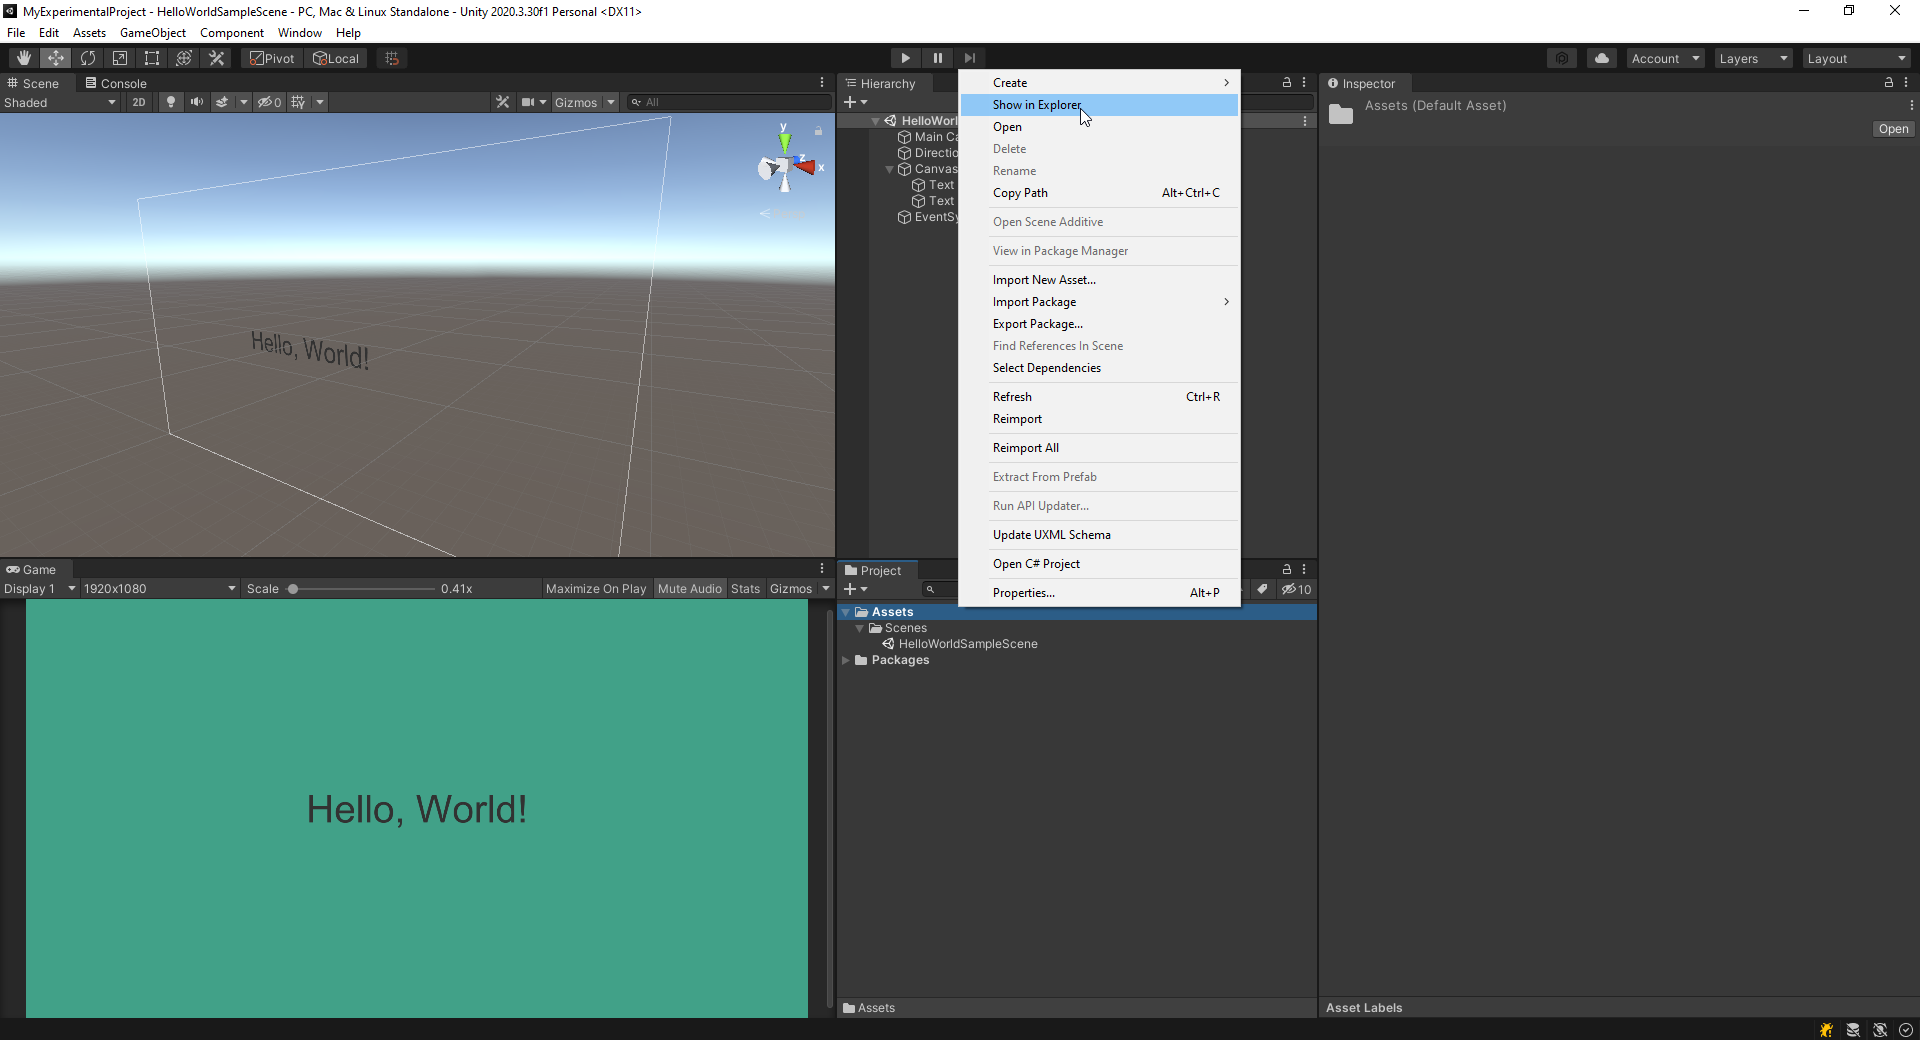 MyExperimentalProject - HelloWorldSampleScene - PC, Mac & Linux Standalone - Unity 2020.3.30f1 Personal <DX11>
File Edit Assets GameObject Component Window Help
Pivot Local Account Layers Layout
Scene Console
Shaded 2D 0 Gizmos All
y
x
z
Hello, World!
Hierarchy
HelloWorl
Main Ca
Directio
Canvas
Text
Text
EventSy
Create
Show in Explorer
Open
Delete
Rename
Copy Path Alt+Ctrl+C
Open Scene Additive
View in Package Manager
Import New Asset...
Import Package
Export Package...
Find References In Scene
Select Dependencies
Refresh Ctrl+R
Reimport
Reimport All
Extract From Prefab
Run API Updater...
Update UXML Schema
Open C# Project
Properties... Alt+P
Inspector
Assets (Default Asset)
Open
Game
Display 1 1920x1080 Scale 0.41x Maximize On Play Mute Audio Stats Gizmos
Hello, World!
Project
10
Assets
Scenes
HelloWorldSampleScene
Packages
Assets
Asset Labels